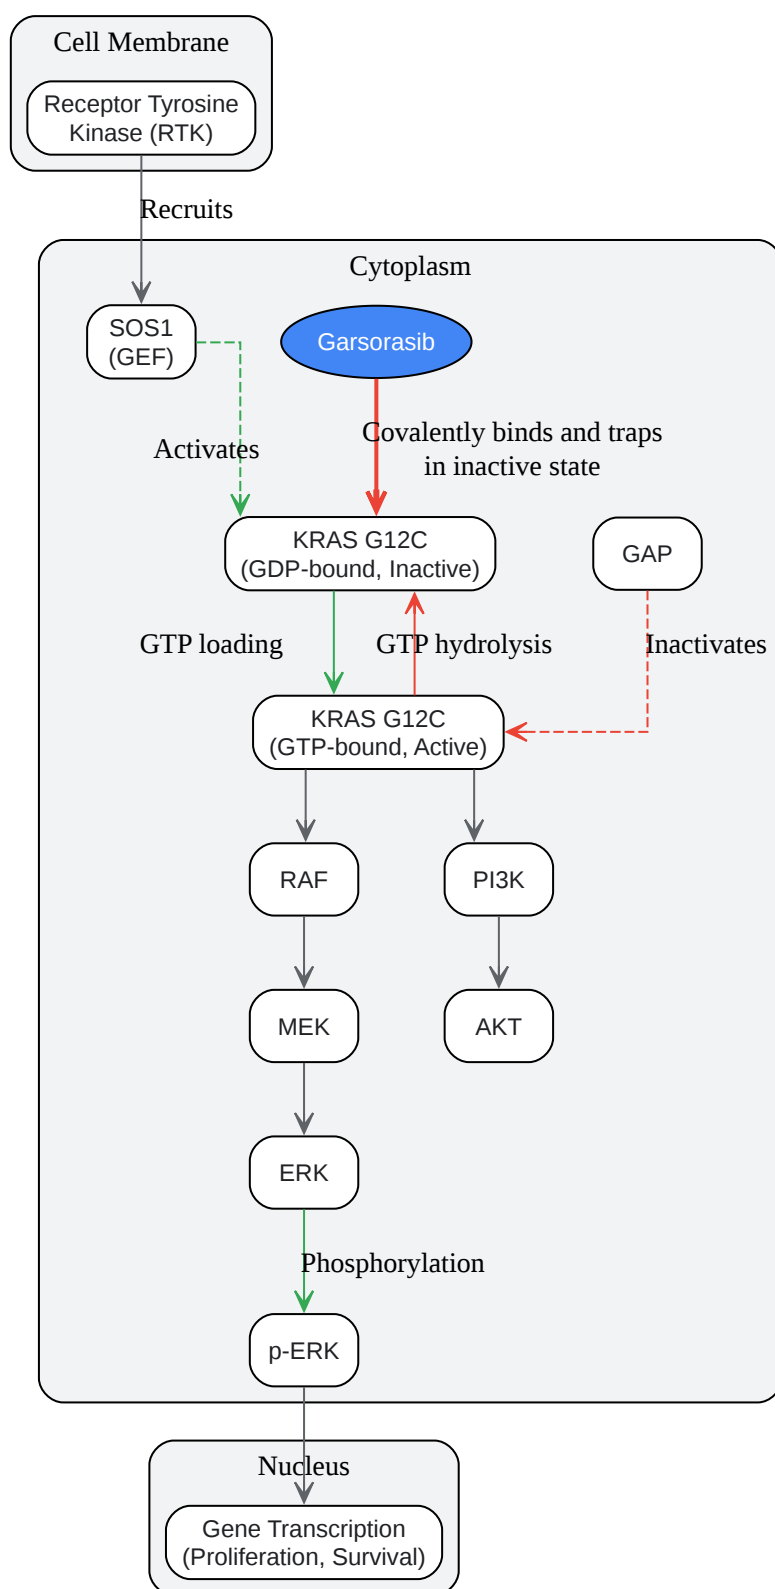 Cell Membrane
Receptor Tyrosine
Kinase (RTK)
Recruits
Cytoplasm
SOS1
(GEF)
Garsorasib
Activates
Covalently binds and traps
in inactive state
KRAS G12C
(GDP-bound, Inactive)
GAP
GTP loading
GTP hydrolysis
Inactivates
KRAS G12C
(GTP-bound, Active)
RAF
PI3K
MEK
AKT
ERK
Phosphorylation
p-ERK
Nucleus
Gene Transcription
(Proliferation, Survival)